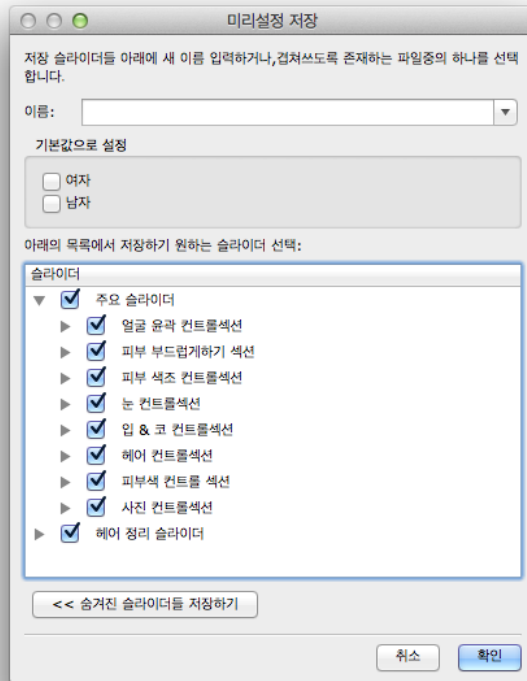 미리설정 저장
저장 슬라이더들 아래에 새 이름 입력하거나,겹쳐쓰도록 존재하는 파일중의 하나를 선택
합니다.
이름:
기본값으로 설정
여자
남자
아래의 목록에서 저장하기 원하는 슬라이더 선택:
슬라이더
주요 슬라이더
얼굴 윤곽 컨트롤섹션
피부 부드럽게하기 섹션
피부 색조 컨트롤섹션
눈 컨트롤섹션
입 & 코 컨트롤섹션
헤어 컨트롤섹션
피부색 컨트롤 섹션
사진 컨트롤섹션
헤어 정리 슬라이더
<< 숨겨진 슬라이더들 저장하기
취소
확인